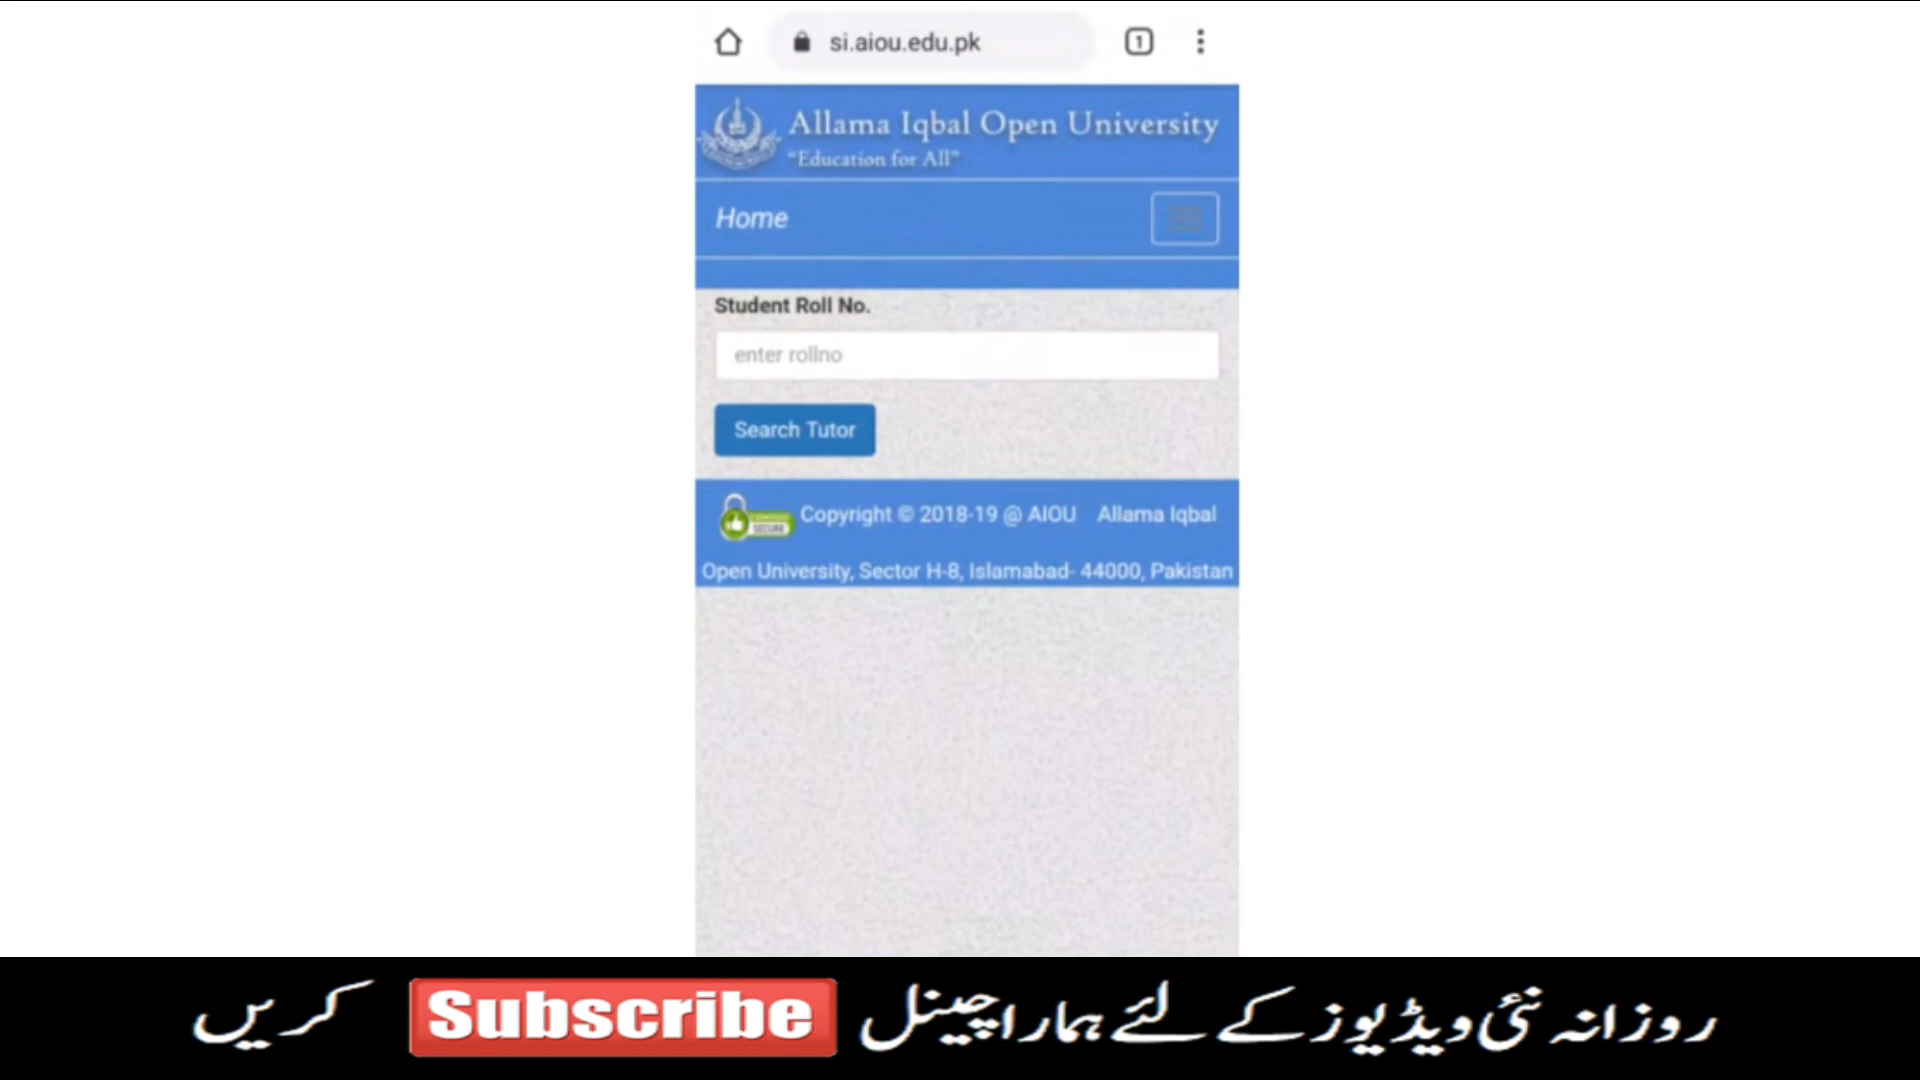 si.aiou.edu.pk 1
Allama Iqbal Open University
“Education for All”
Home
Student Roll No.
enter rollno
Search Tutor
SECURE Copyright © 2018-19 @ AIOU Allama Iqbal
Open University, Sector H-8, Islamabad- 44000, Pakistan
روزانہ نئی ویڈیوز کے لئے ہمارا چینل Subscribe کریں